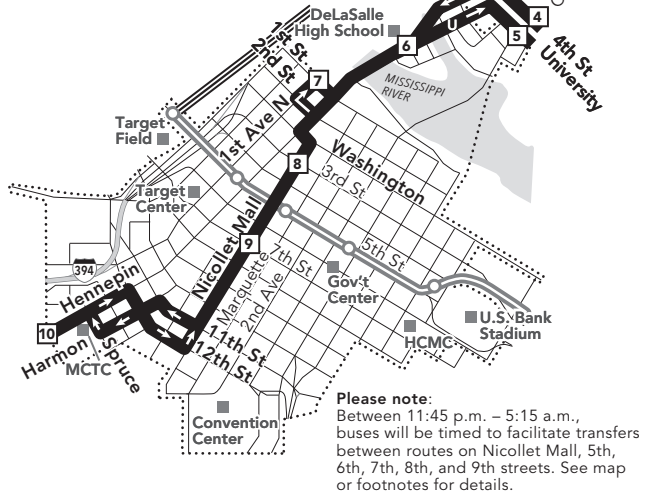 DeLaSalle
High School
4
5
6
U
4th St
University
1st St
2nd St
7
MISSISSIPPI
RIVER
Target
Field
1st Ave N
8
Washington
3rd St
Target
Center
Nicollet Mall
9
5th St
7th St
Marquette
2nd Ave
Gov't
Center
394
Hennepin
U.S. Bank
Stadium
10
HCMC
Harmon
MCTC
Spruce
11th St
12th St
Convention
Center
Please note:
Between 11:45 p.m. – 5:15 a.m.,
buses will be timed to facilitate transfers
between routes on Nicollet Mall, 5th,
6th, 7th, 8th, and 9th streets. See map
or footnotes for details.